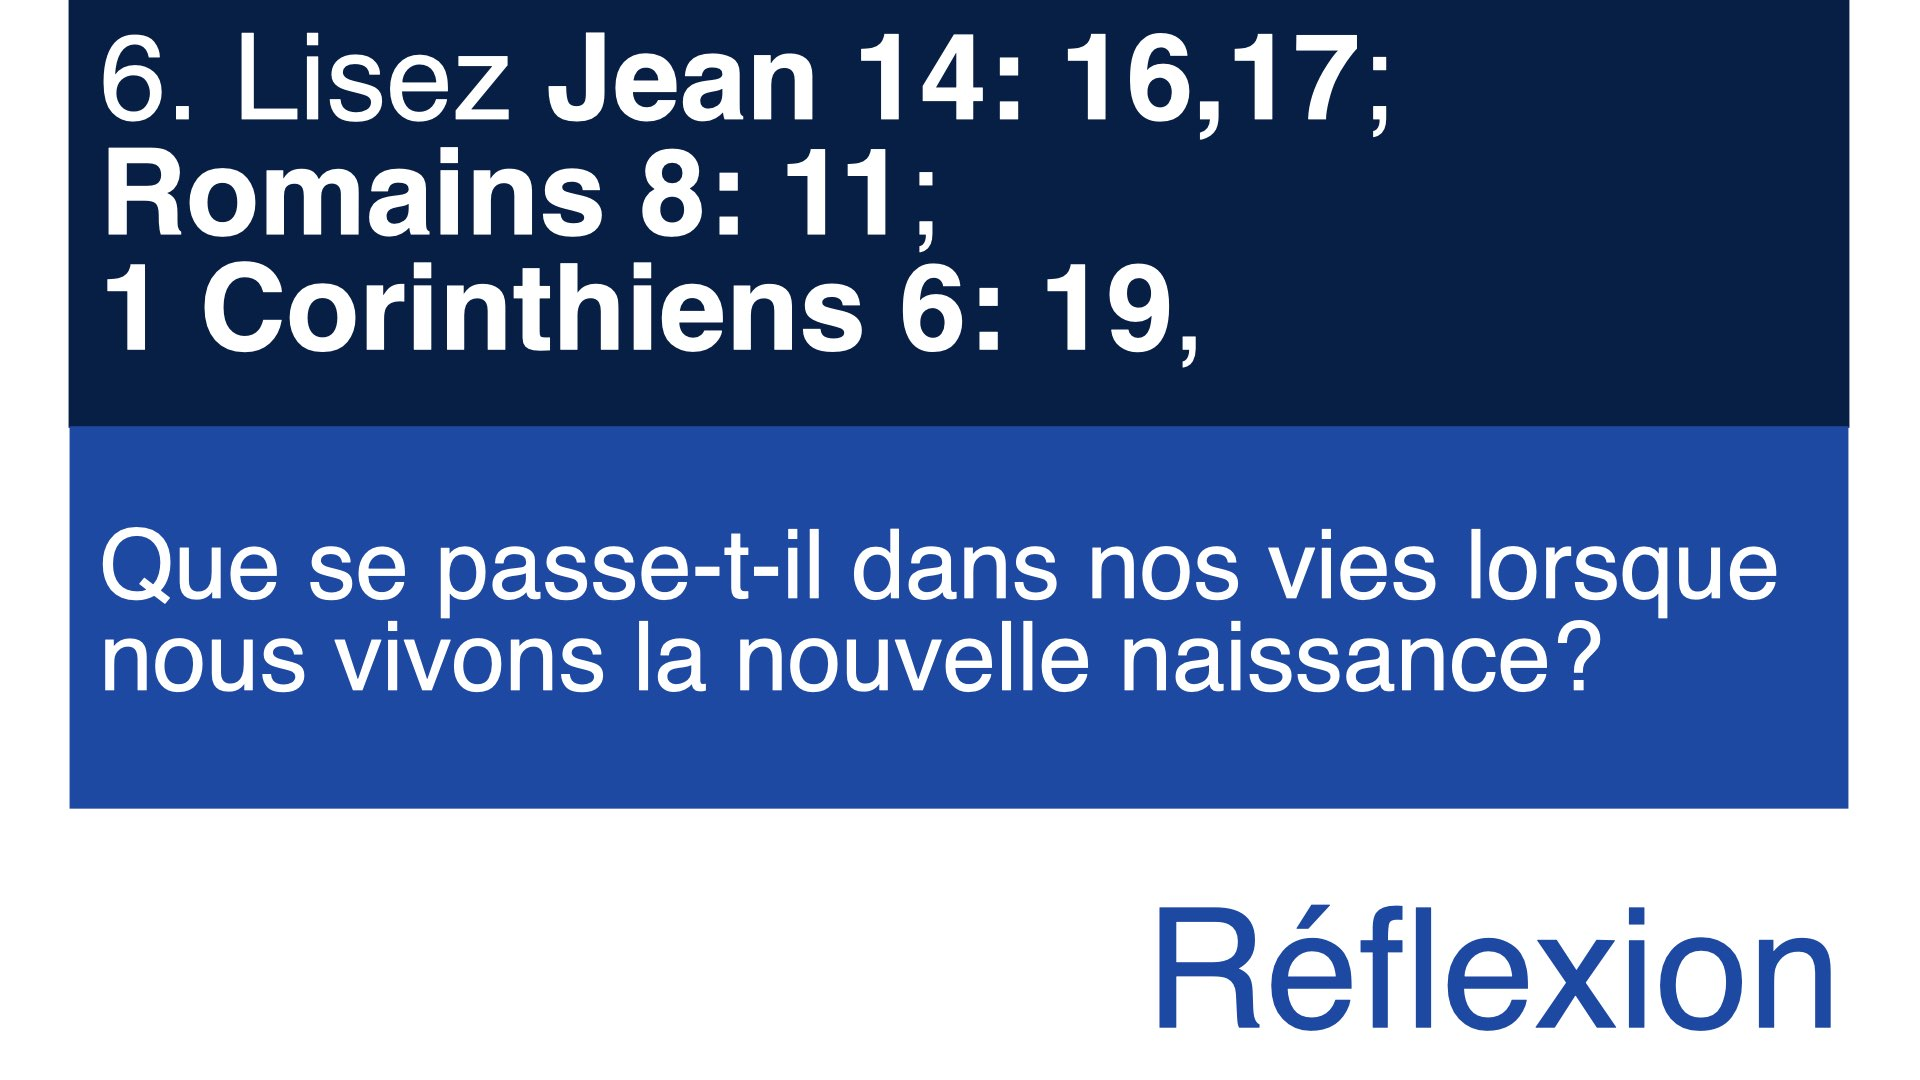 6. Lisez Jean 14: 16,17;
Romains 8: 11;
1 Corinthiens 6: 19,
Que se passe-t-il dans nos vies lorsque
nous vivons la nouvelle naissance?
Réflexion